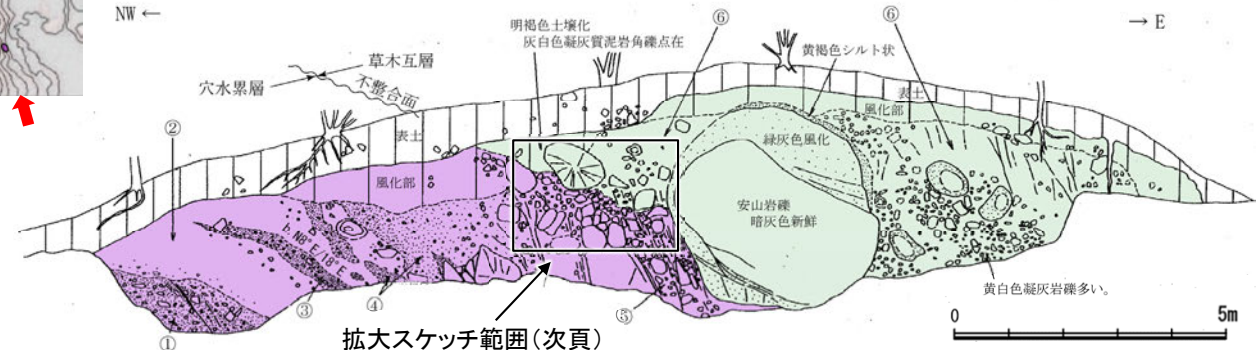 NW ←
⑥
⑥
→ E
明褐色土壌化
灰白色凝灰質泥岩角礫点在
黄褐色シルト状
草木互層
穴水累層
不整合面
②
表土
表土
風化部
緑灰色風化
風化部
安山岩礫
暗灰色新鮮
b. N8°E, 18°E
黄白色凝灰岩礫多い。
①
③
④
⑤
拡大スケッチ範囲(次頁)
0
5m